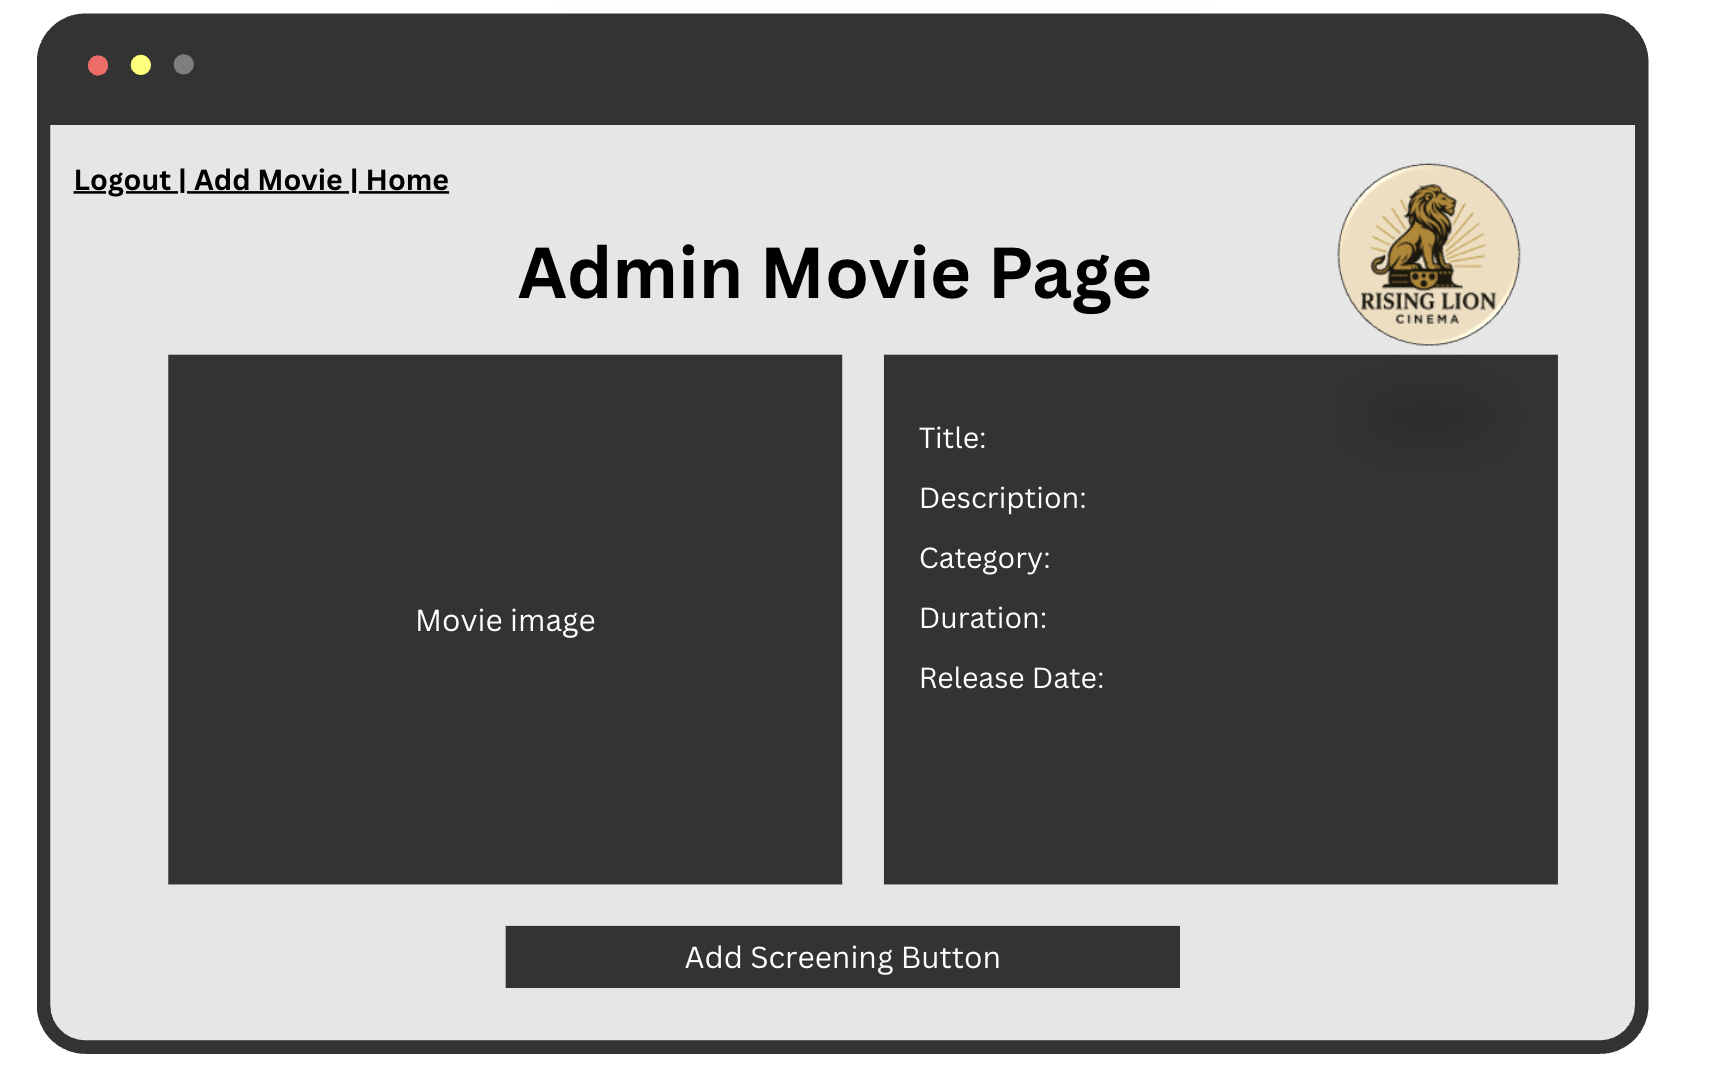 Logout | Add Movie | Home
Admin Movie Page
RISING LION
CINEMA
Movie image
Title:
Description:
Category:
Duration:
Release Date:
Add Screening Button